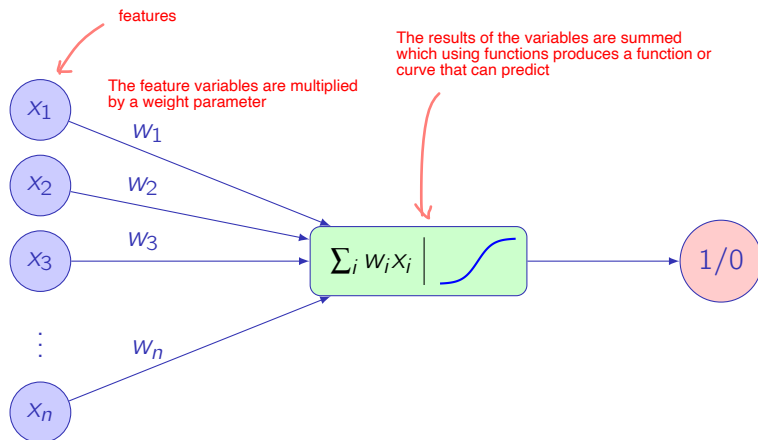 features
The results of the variables are summed
which using functions produces a function or
curve that can predict
The feature variables are multiplied
by a weight parameter
x₁
w₁
x₂
w₂
x₃
w₃
∑ᵢ wᵢxᵢ
1/0
⋮
wₙ
xₙ